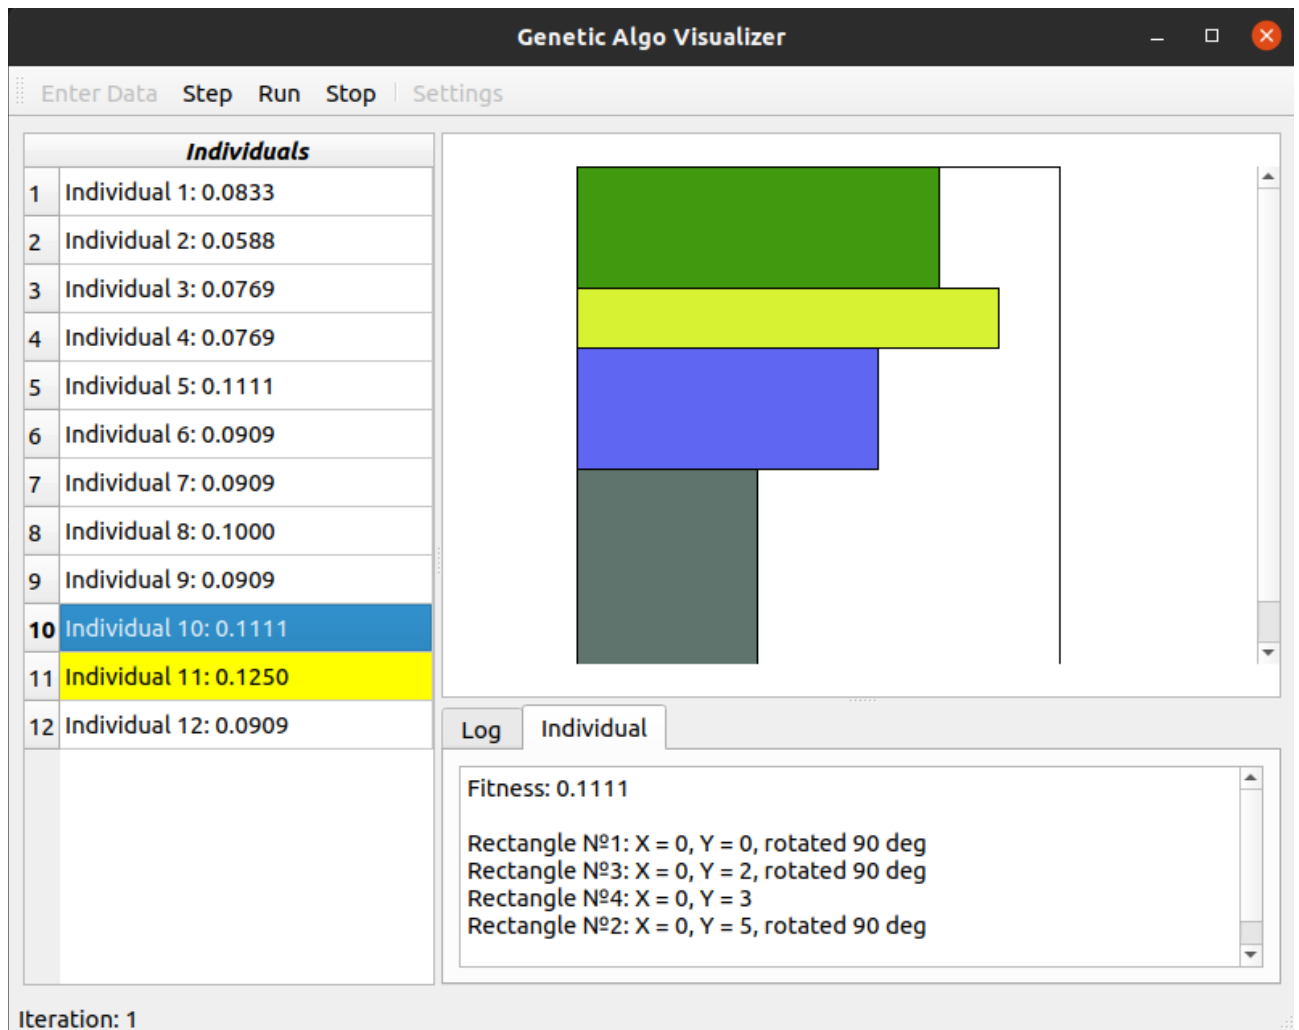 Genetic Algo Visualizer
Enter Data Step Run Stop Settings
Individuals
1 Individual 1: 0.0833
2 Individual 2: 0.0588
3 Individual 3: 0.0769
4 Individual 4: 0.0769
5 Individual 5: 0.1111
6 Individual 6: 0.0909
7 Individual 7: 0.0909
8 Individual 8: 0.1000
9 Individual 9: 0.0909
10 Individual 10: 0.1111
11 Individual 11: 0.1250
12 Individual 12: 0.0909
Log Individual
Fitness: 0.1111
Rectangle №1: X = 0, Y = 0, rotated 90 deg
Rectangle №3: X = 0, Y = 2, rotated 90 deg
Rectangle №4: X = 0, Y = 3
Rectangle №2: X = 0, Y = 5, rotated 90 deg
Iteration: 1